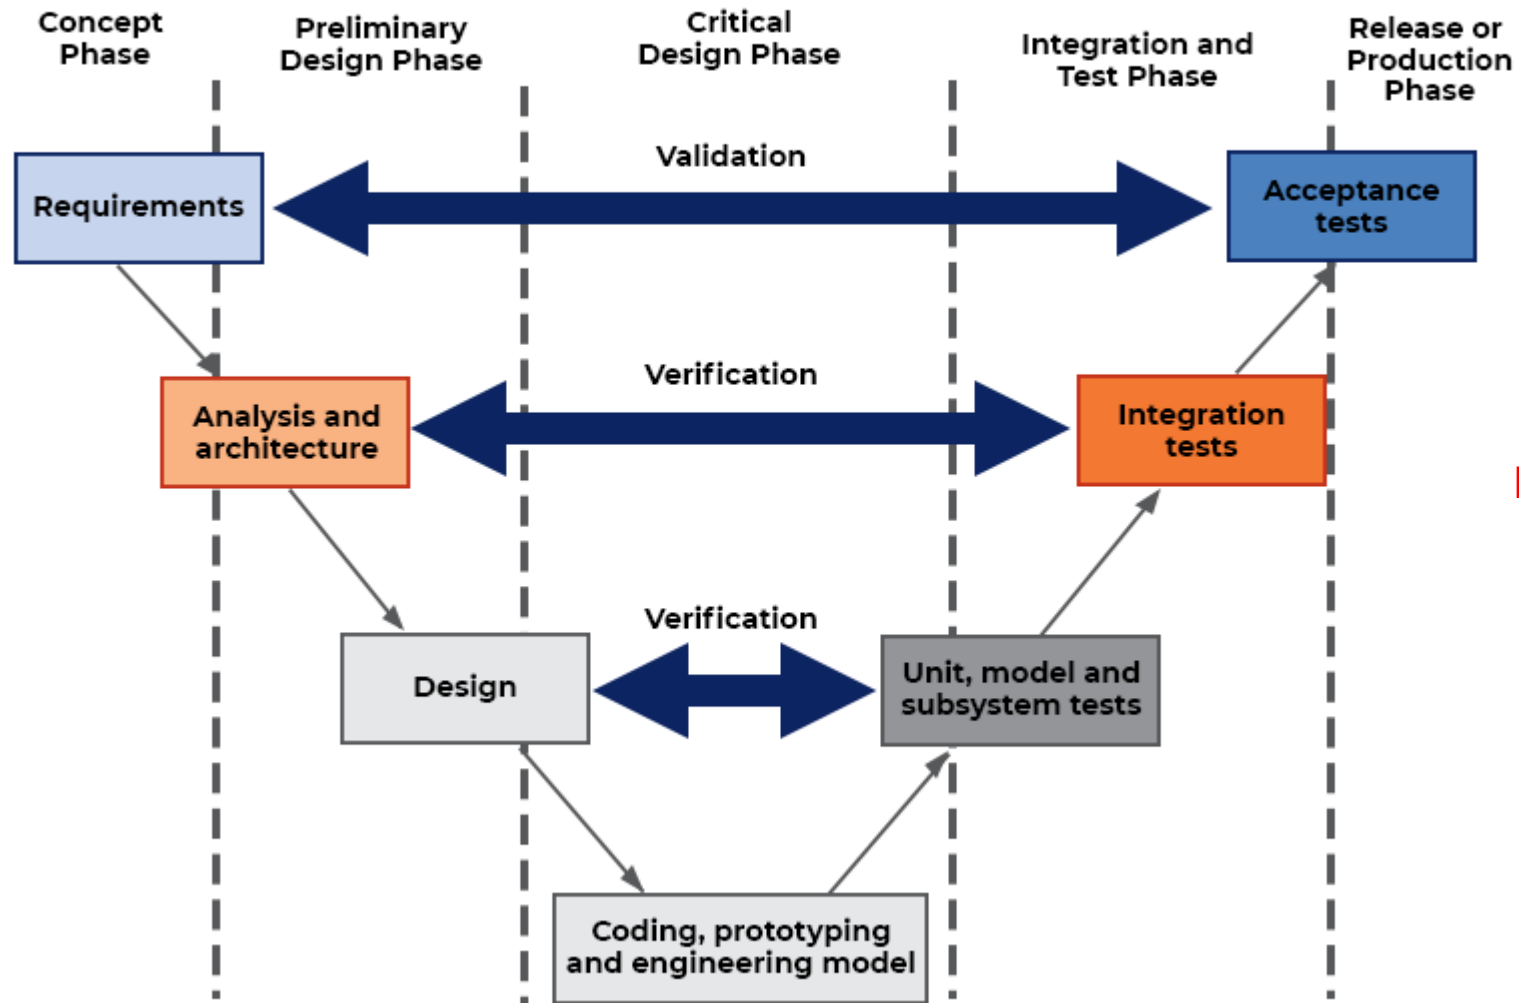 Concept
Phase
Preliminary
Design Phase
Critical
Design Phase
Integration and
Test Phase
Release or
Production
Phase
Validation
Requirements
Acceptance
tests
Verification
Analysis and
architecture
Integration
tests
Verification
Design
Unit, model and
subsystem tests
Coding, prototyping
and engineering model